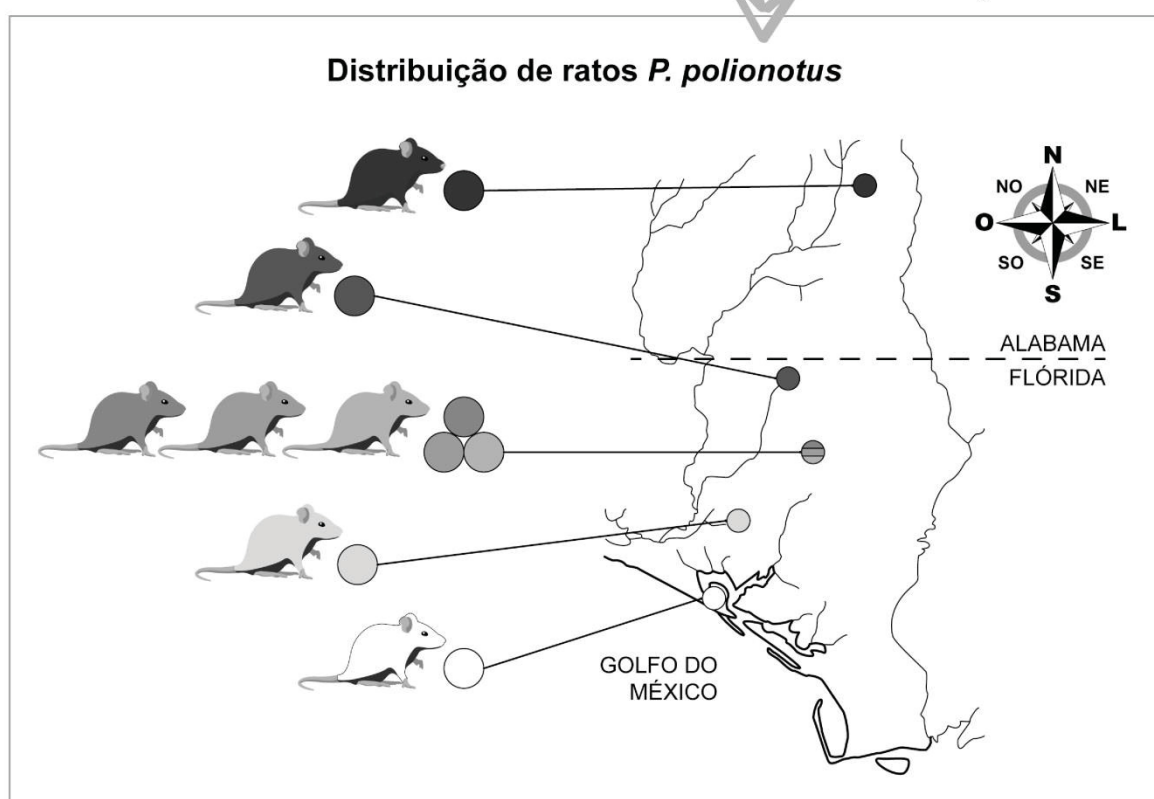 Distribuição de ratos P. polionotus
N
NO
NE
O
L
SO
SE
S
ALABAMA
FLÓRIDA
GOLFO DO
MÉXICO